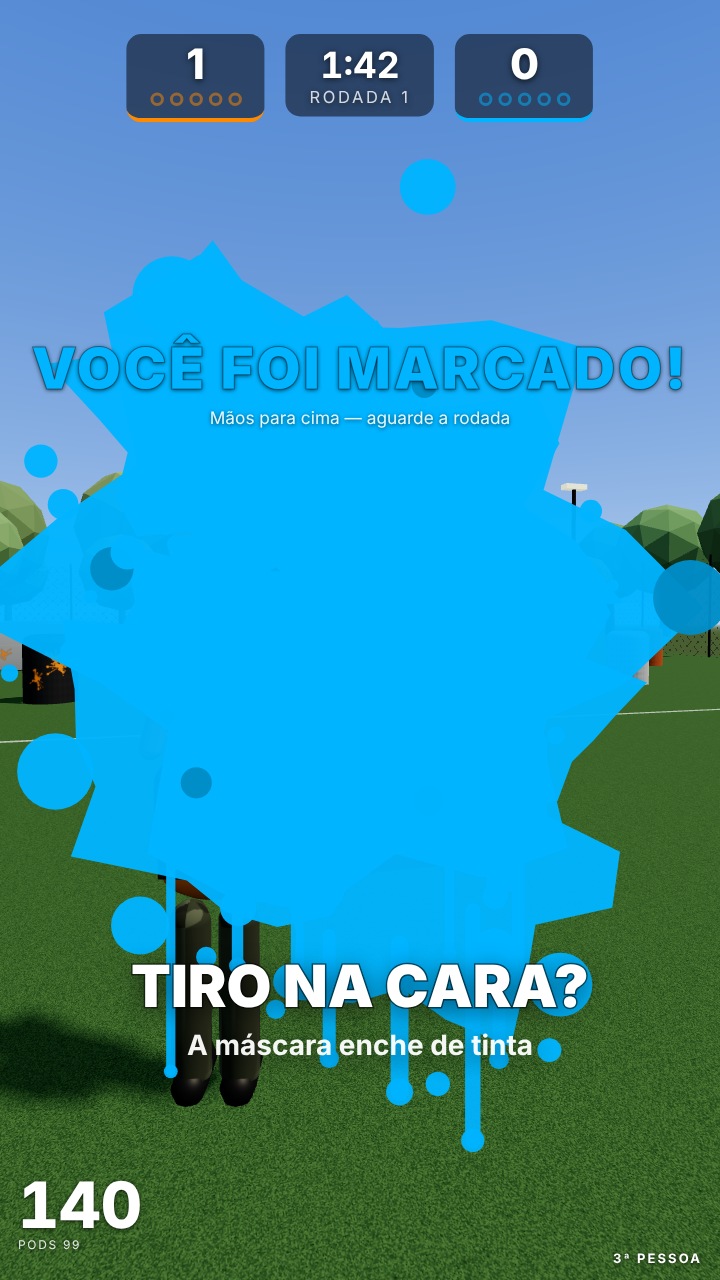 1
1:42
RODADA 1
0
VOCÊ FOI MARCADO!
Mãos para cima — aguarde a rodada
TIRO NA CARA?
A máscara enche de tinta
140
PODS 99
3ª PESSOA